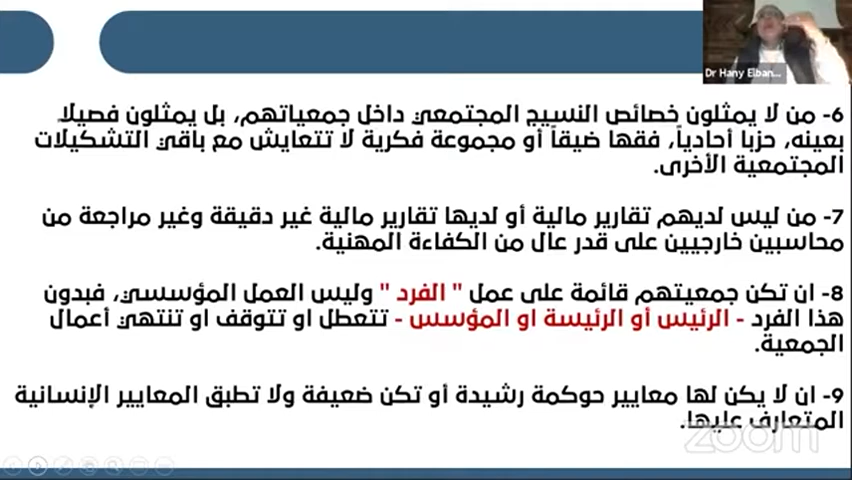 Dr Hany Elban...
6- من لا يمثلون خصائص النسيج المجتمعي داخل جمعياتهم، بل يمثلون فصيلا
بعينه، حزبا أحادياً، فقها ضيقاً أو مجموعة فكرية لا تتعايش مع باقي التشكيلات
المجتمعية الأخرى.
7- من ليس لديهم تقارير مالية أو لديها تقارير مالية غير دقيقة وغير مراجعة من
محاسبين خارجيين على قدر عال من الكفاءة المهنية.
8- ان تكن جمعيتهم قائمة على عمل " الفرد " وليس العمل المؤسسي، فبدون
هذا الفرد - الرئيس أو الرئيسة او المؤسس - تتعطل او تتوقف او تنتهي أعمال
الجمعية.
9- ان لا يكن لها معايير حوكمة رشيدة أو تكن ضعيفة ولا تطبق المعايير الإنسانية
المتعارف عليها.
zoom